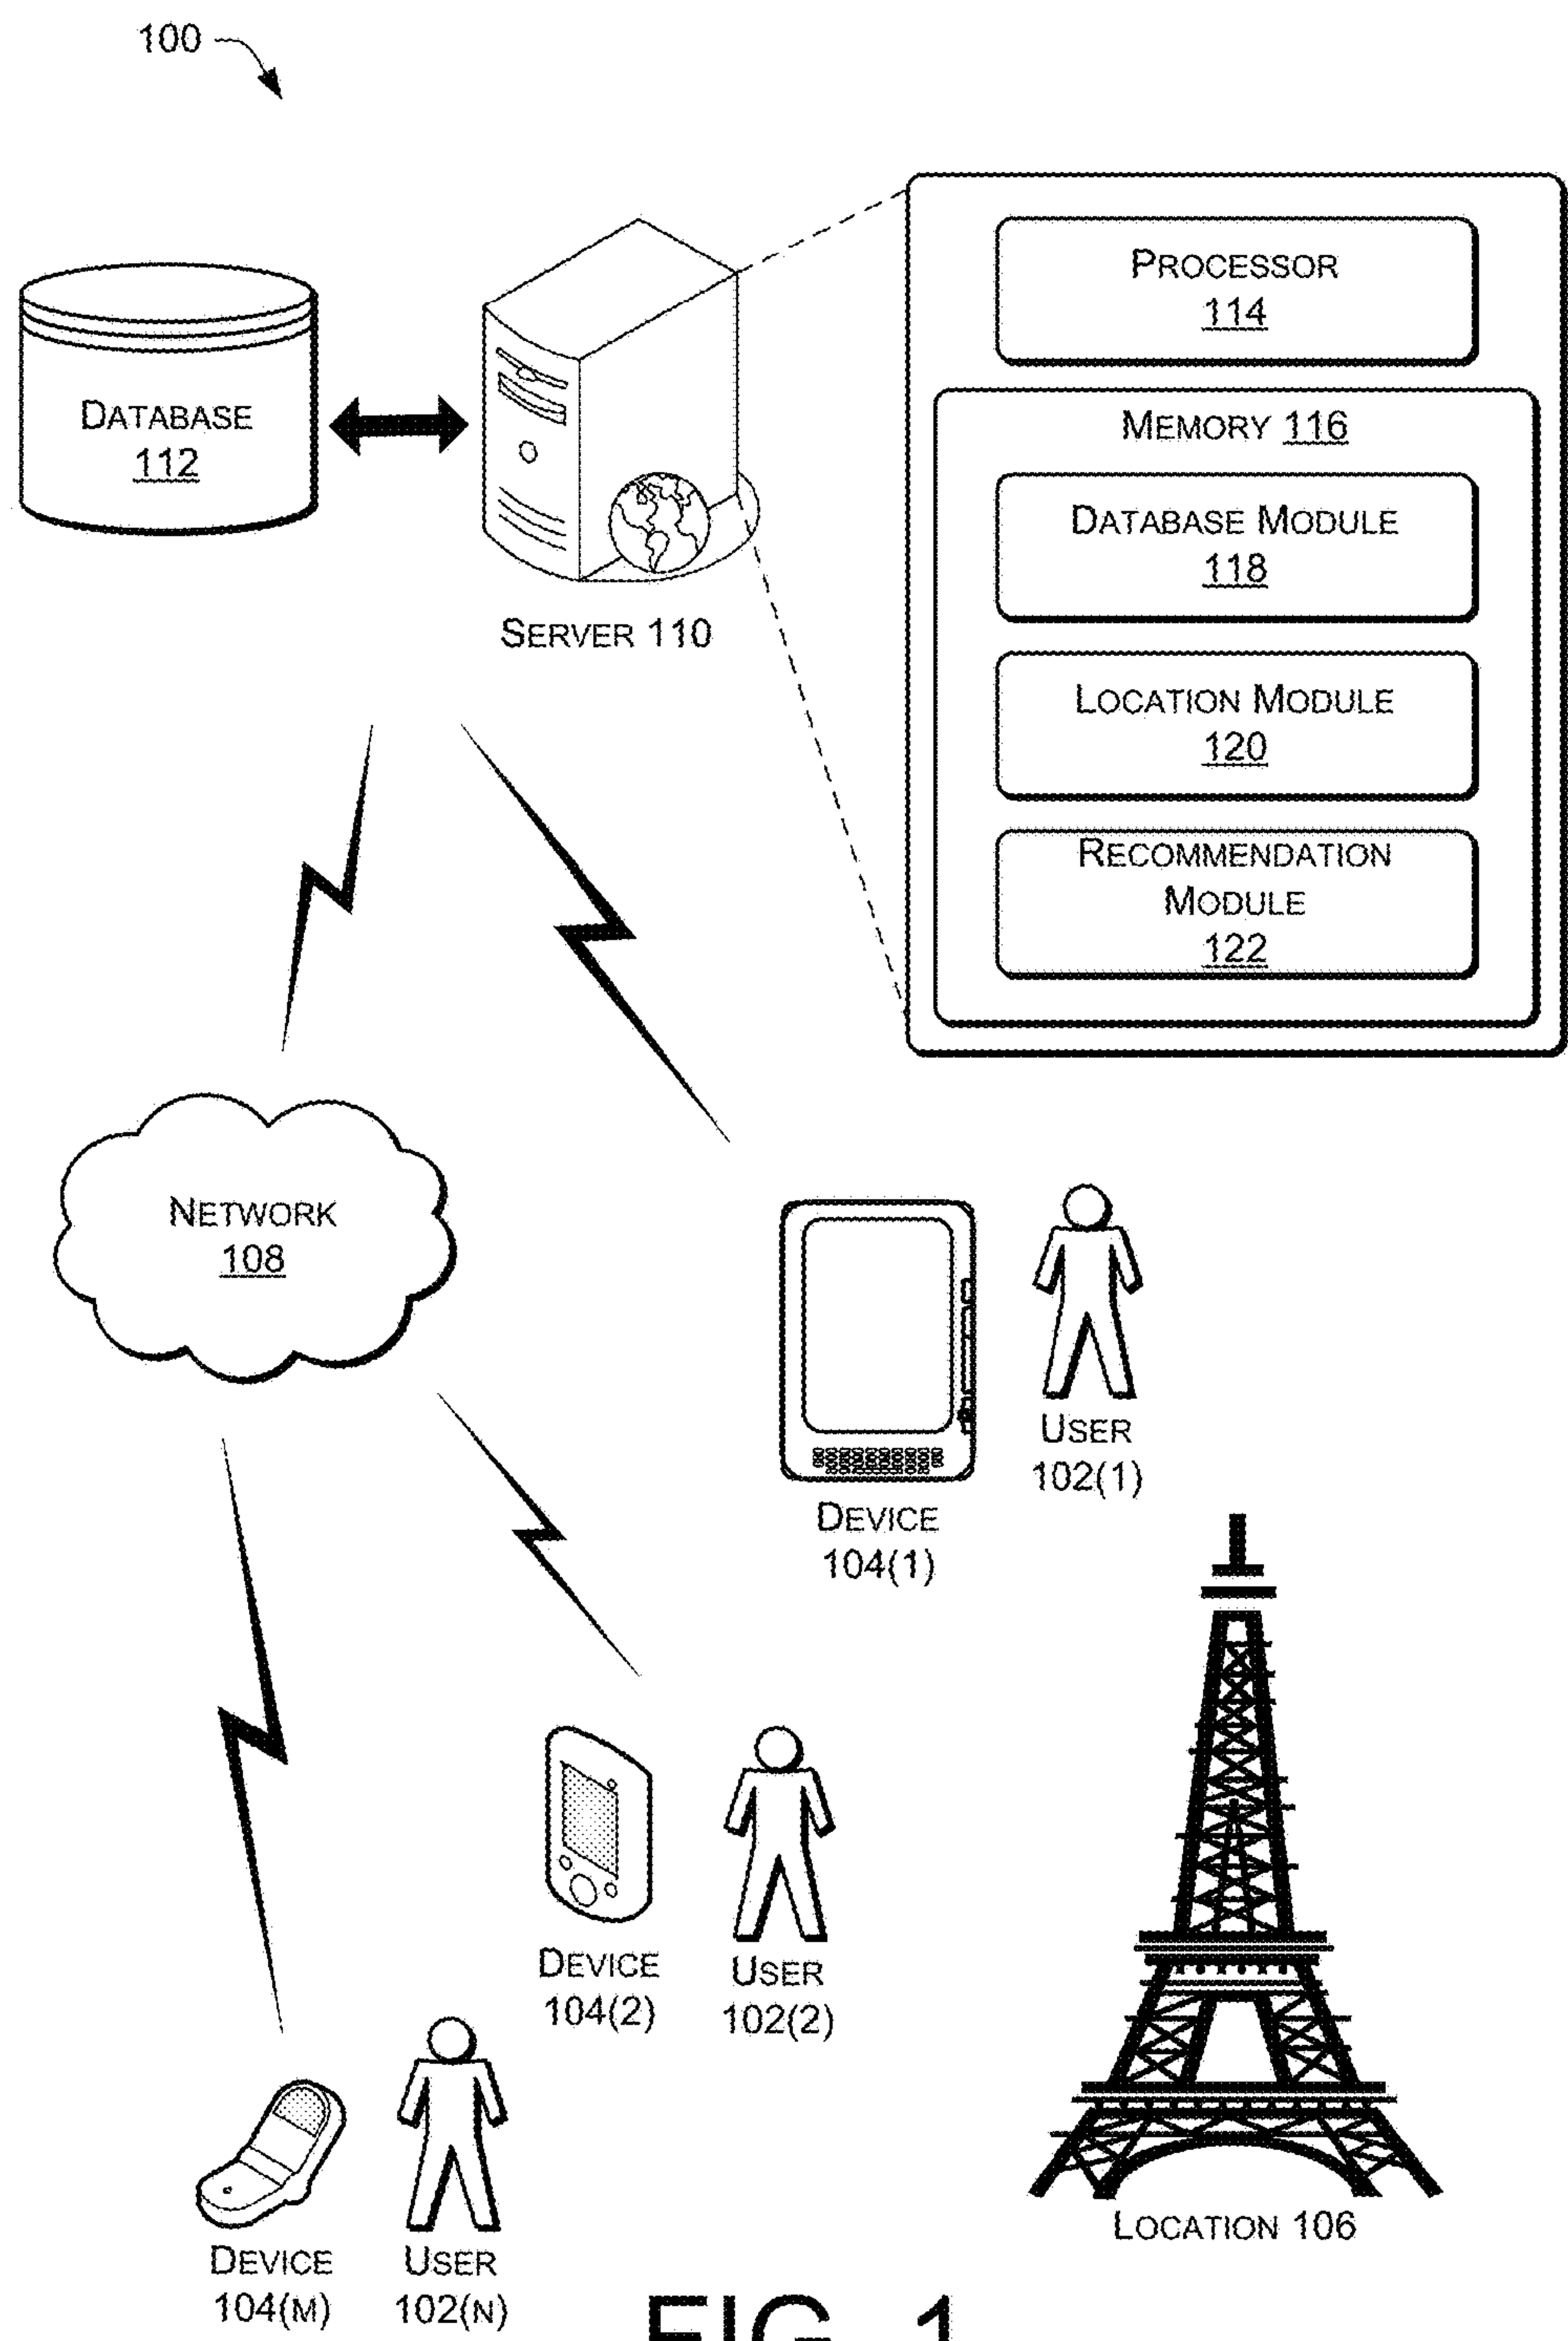 100
PROCESSOR
114
MEMORY 116
DATABASE
112
DATABASE MODULE
118
SERVER 110
LOCATION MODULE
120
RECOMMENDATION
MODULE
122
NETWORK
108
USER
102(1)
DEVICE
104(1)
DEVICE
104(2)
USER
102(2)
LOCATION 106
DEVICE
104(M)
USER
102(N)
FIG. 1